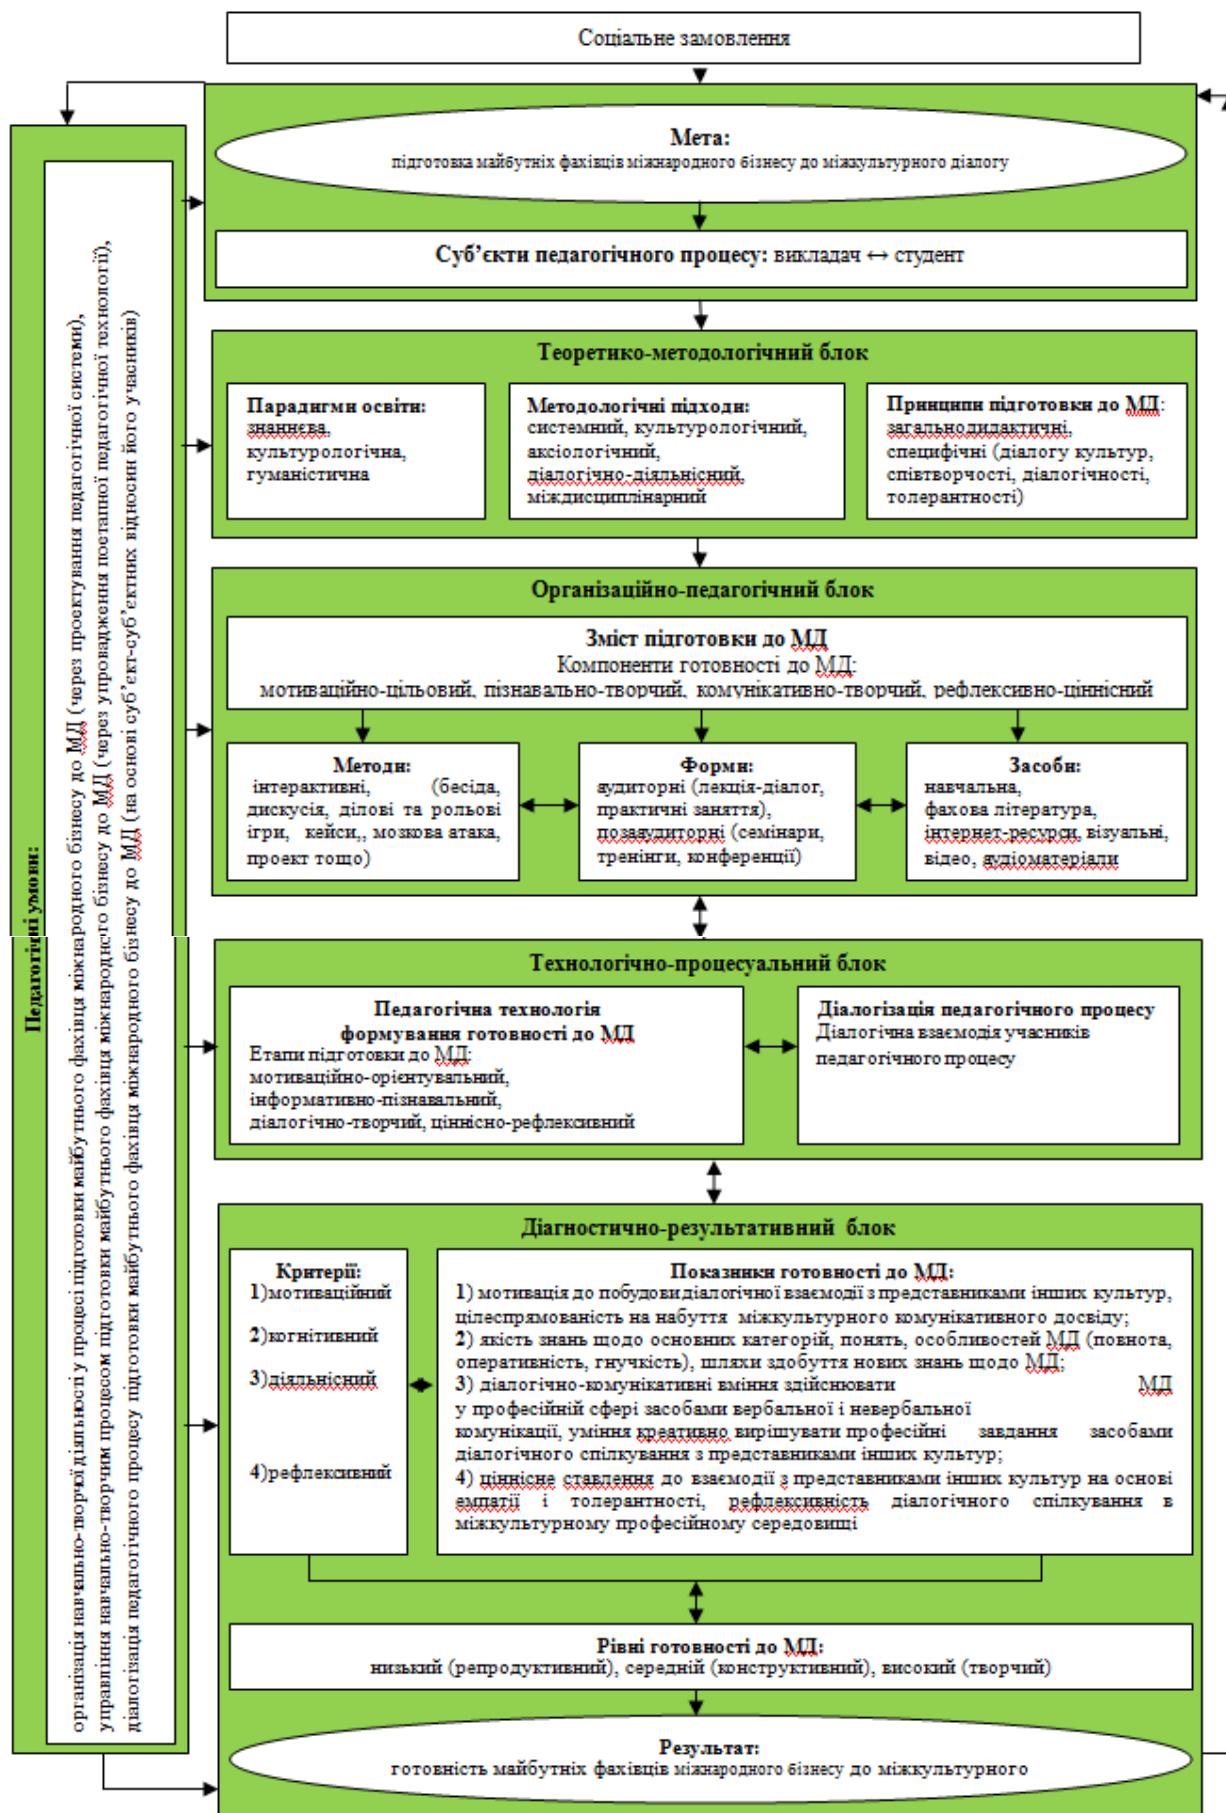 Соціальне замовлення
Мета:
підготовка майбутніх фахівців міжнародного бізнесу до міжкультурного діалогу
Суб’єкти педагогічного процесу: викладач ↔ студент
Педагогічні умови:
організація навчально-творчої діяльності у процесі підготовки майбутнього фахівця міжнародного бізнесу до МД (через проектування педагогічної системи),
управління навчально-творчим процесом підготовки майбутнього фахівця міжнародного бізнесу до МД (через упровадження поетапної педагогічної технології),
діалогізація педагогічного процесу підготовки майбутнього фахівця міжнародного бізнесу до МД (на основі суб’єкт-суб’єктних відносин його учасників)
Теоретико-методологічний блок
Парадигми освіти:
знаннєва,
культурологічна,
гуманістична
Методологічні підходи:
системний, культурологічний,
аксіологічний,
діалогічно-діяльнісний,
міждисциплінарний
Принципи підготовки до МД:
загальнодидактичні,
специфічні (діалогу культур,
співтворчості, діалогічності,
толерантності)
Організаційно-педагогічний блок
Зміст підготовки до МД
Компоненти готовності до МД:
мотиваційно-цільовий, пізнавально-творчий, комунікативно-творчий, рефлексивно-ціннісний
Методи:
інтерактивні, (бесіда,
дискусія, ділові та рольові
ігри, кейси,, мозкова атака,
проект тощо)
Форми:
аудиторні (лекція-діалог,
практичні заняття),
позааудиторні (семінари,
тренінги, конференції)
Засоби:
навчальна,
фахова література,
інтернет-ресурси, візуальні,
відео, аудіоматеріали
Технологічно-процесуальний блок
Педагогічна технологія
формування готовності до МД
Етапи підготовки до МД:
мотиваційно-орієнтувальний,
інформативно-пізнавальний,
діалогічно-творчий, ціннісно-рефлексивний
Діалогізація педагогічного процесу
Діалогічна взаємодія учасників
педагогічного процесу
Діагностично-результативний блок
Критерії:
1)мотиваційний
2)когнітивний
3)діяльнісний
4)рефлексивний
Показники готовності до МД:
1) мотивація до побудови діалогічної взаємодії з представниками інших культур,
цілеспрямованість на набуття міжкультурного комунікативного досвіду;
2) якість знань щодо основних категорій, понять, особливостей МД (повнота,
оперативність, гнучкість), шляхи здобуття нових знань щодо МД;
3) діалогічно-комунікативні вміння здійснювати МД
у професійній сфері засобами вербальної і невербальної
комунікації, уміння креативно вирішувати професійні завдання засобами
діалогічного спілкування з представниками інших культур;
4) ціннісне ставлення до взаємодії з представниками інших культур на основі
емпатії і толерантності, рефлексивність діалогічного спілкування в
міжкультурному професійному середовищі
Рівні готовності до МД:
низький (репродуктивний), середній (конструктивний), високий (творчий)
Результат:
готовність майбутніх фахівців міжнародного бізнесу до міжкультурного